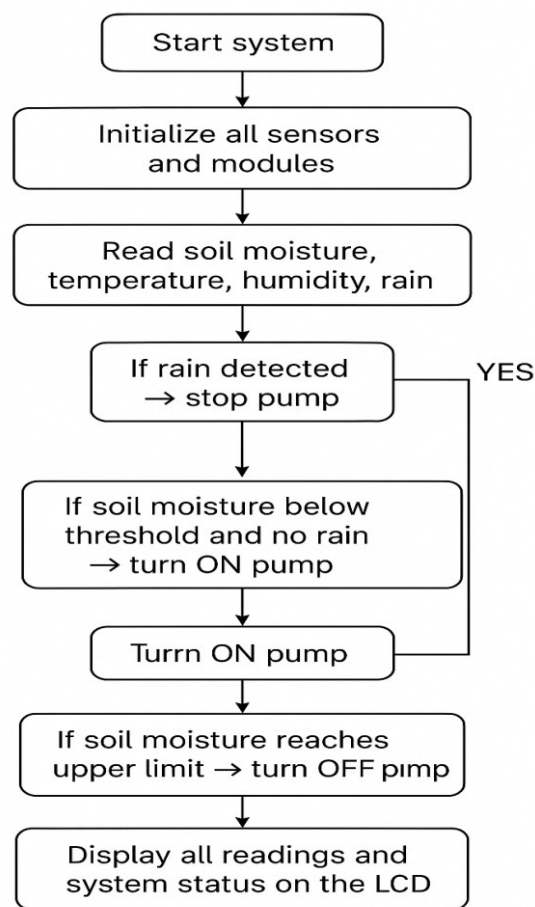 Start system
Initialize all sensors
and modules
Read soil moisture,
temperature, humidity, rain
If rain detected
→ stop pump
YES
If soil moisture below
threshold and no rain
→ turn ON pump
Turrn ON pump
If soil moisture reaches
upper limit → turn OFF pımp
Display all readings and
system status on the LCD